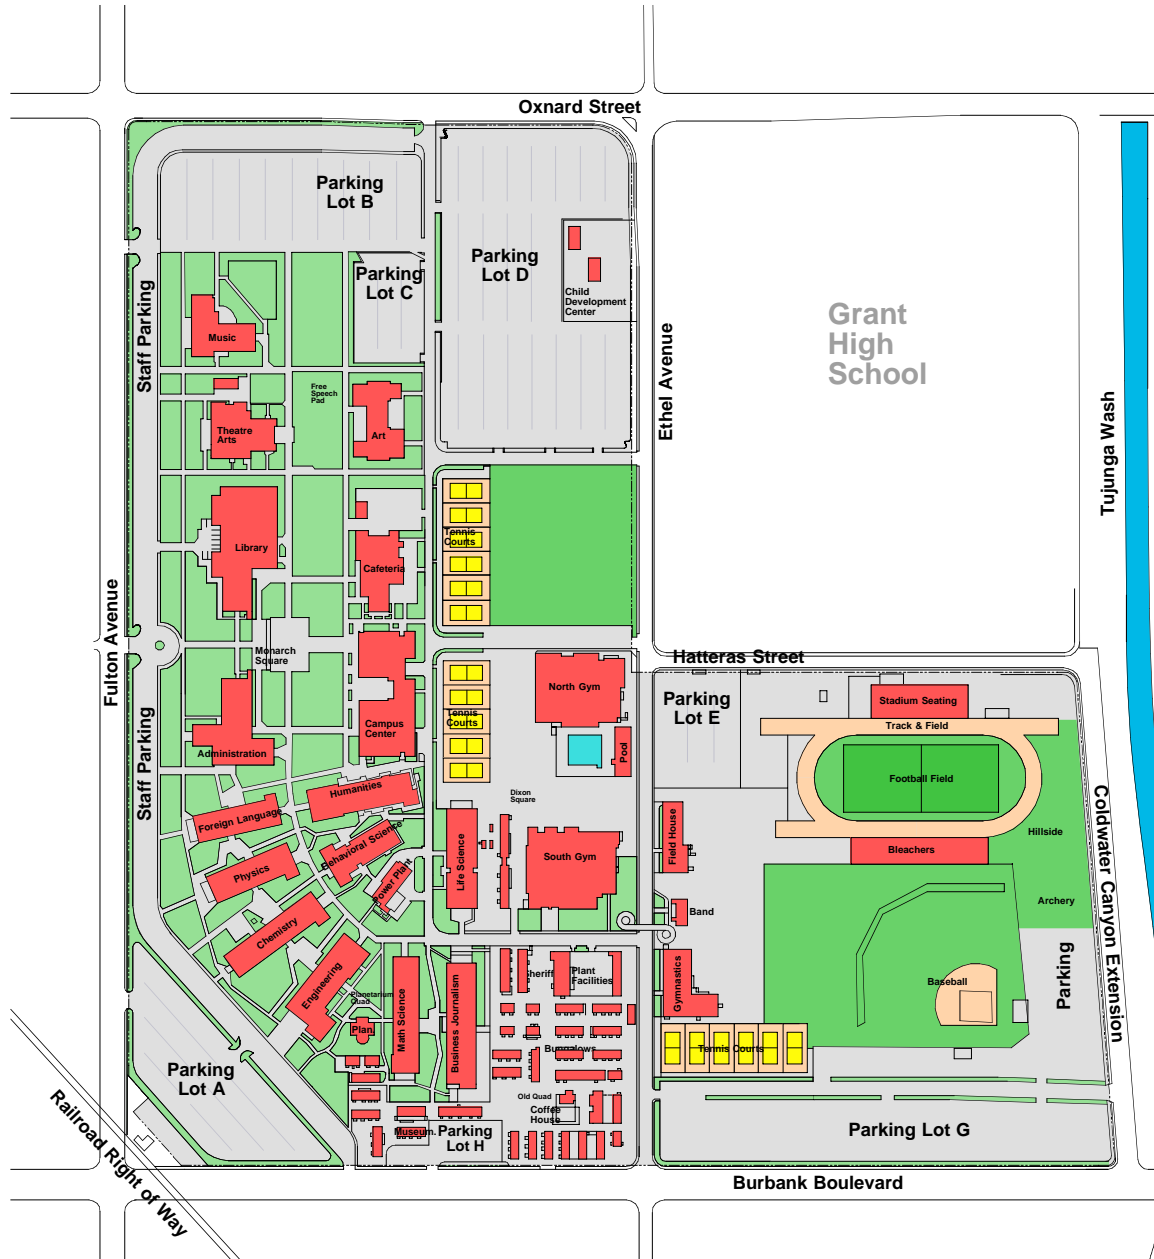 Oxnard Street
Parking
Lot B
Parking
Lot C
Parking
Lot D
Child
Development
Center
Staff Parking
Music
Grant
High
School
Ethel Avenue
Tujunga Wash
Free
Speech
Pad
Theatre
Arts
Art
Library
Cafeteria
Tennis
Courts
Fulton Avenue
Monarch
Square
Hatteras Street
Administration
Campus
Center
Tennis
Courts
North Gym
Pool
Parking
Lot E
Stadium Seating
Track & Field
Football Field
Staff Parking
Humanities
Foreign Language
Behavioral Science
Physics
Power Plant
Dixon
Square
Life Science
South Gym
Field House
Bleachers
Hillside
Archery
Coldwater Canyon Extension
Band
Chemistry
Engineering
Planetarium
Quad
Plan.
Math Science
Business Journalism
Sheriff
Plant
Facilities
Gymnastics
Baseball
Parking
Bungalows
Tennis Courts
Parking
Lot A
Old Quad
Coffee
House
Museum
Parking
Lot H
Parking Lot G
Railroad Right of Way
Burbank Boulevard